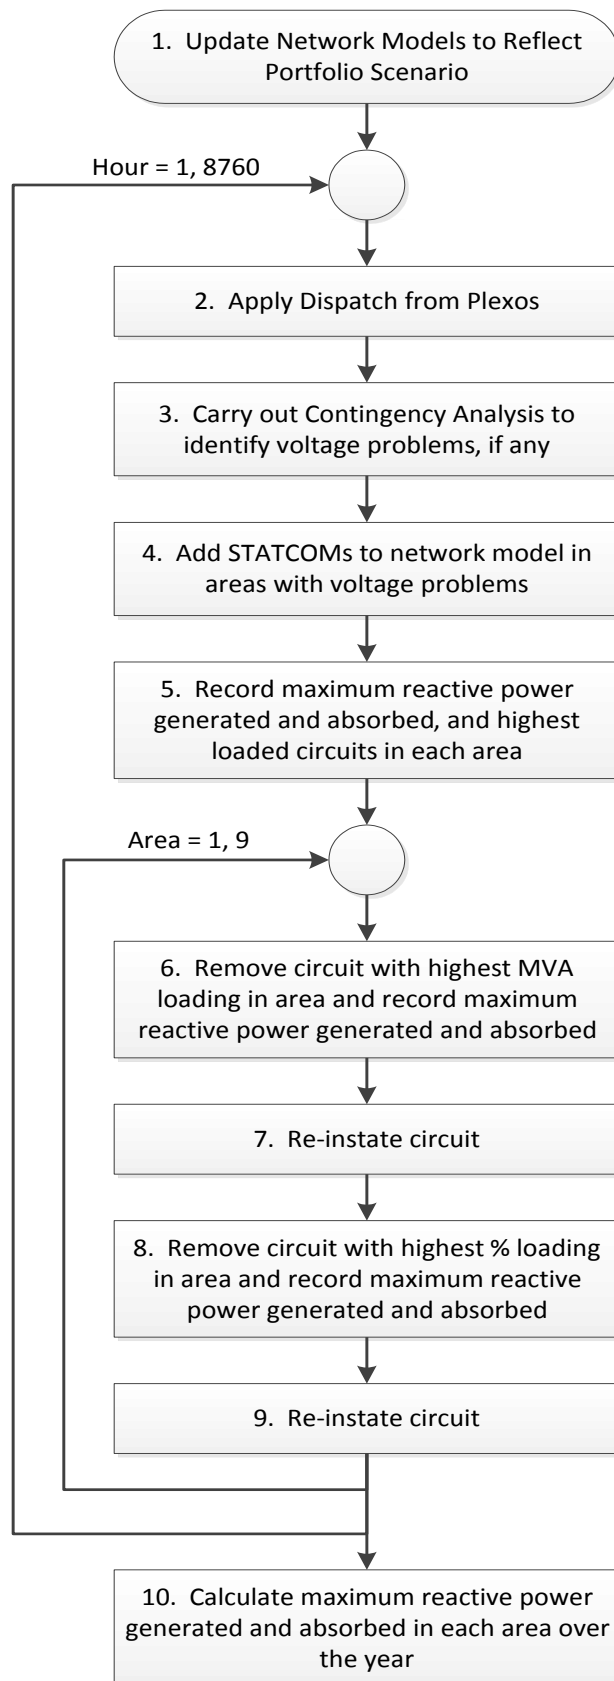 1. Update Network Models to Reflect
Portfolio Scenario
Hour = 1, 8760
2. Apply Dispatch from Plexos
3. Carry out Contingency Analysis to
identify voltage problems, if any
4. Add STATCOMs to network model in
areas with voltage problems
5. Record maximum reactive power
generated and absorbed, and highest
loaded circuits in each area
Area = 1, 9
6. Remove circuit with highest MVA
loading in area and record maximum
reactive power generated and absorbed
7. Re-instate circuit
8. Remove circuit with highest % loading
in area and record maximum reactive
power generated and absorbed
9. Re-instate circuit
10. Calculate maximum reactive power
generated and absorbed in each area over
the year